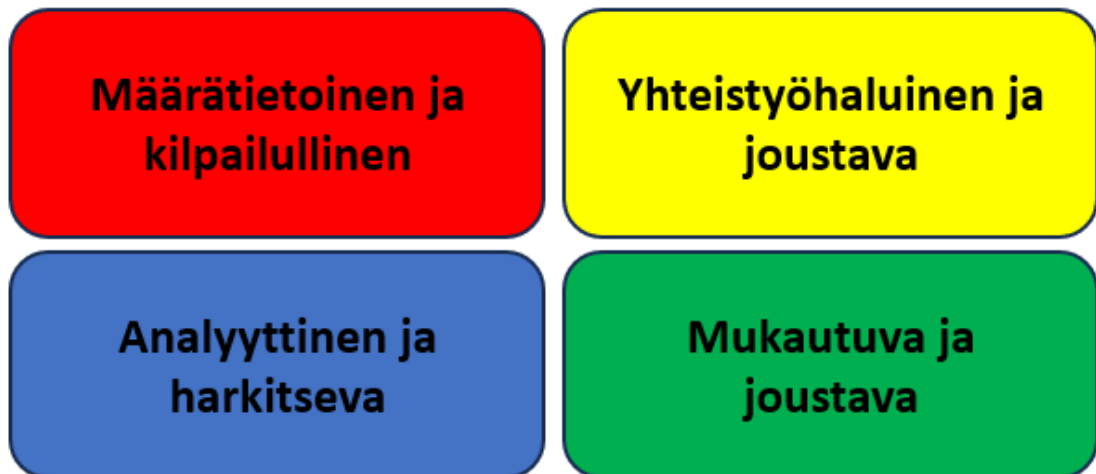 Määrätietoinen ja
kilpailullinen
Yhteistyöhaluinen ja
joustava
Analyyttinen ja
harkitseva
Mukautuva ja
joustava